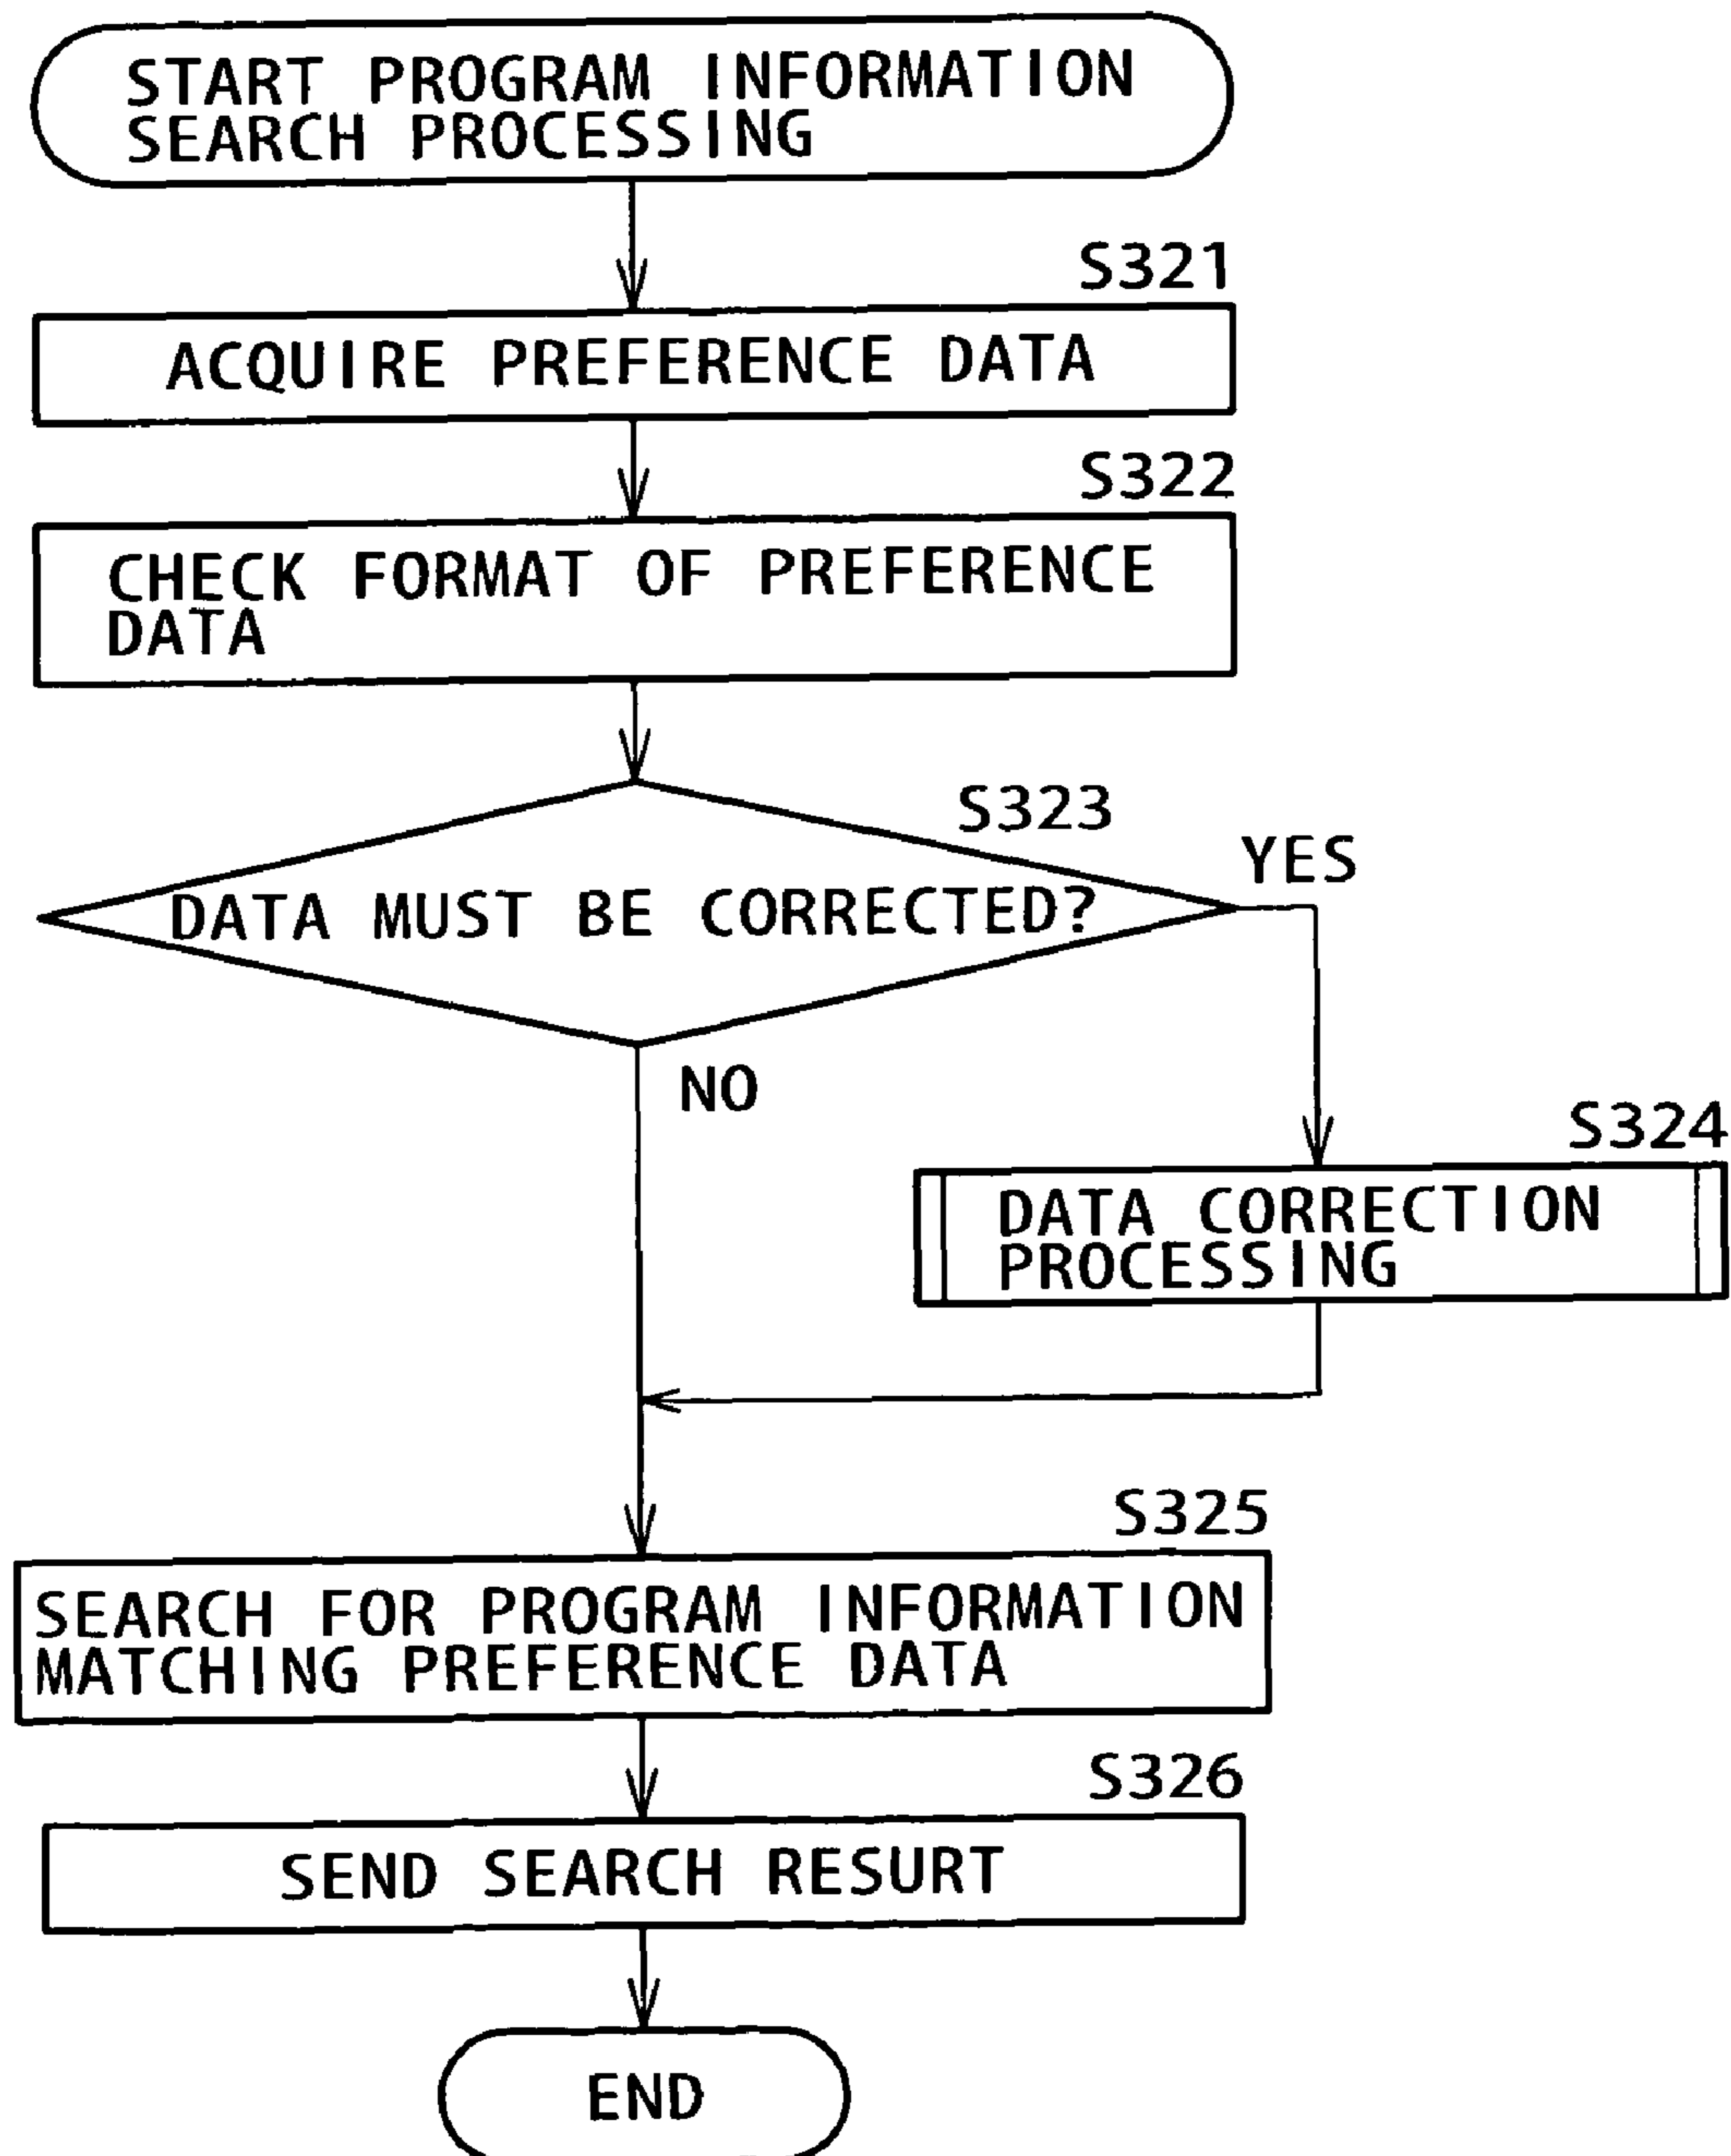 START PROGRAM INFORMATION
SEARCH PROCESSING
S321
ACQUIRE PREFERENCE DATA
S322
CHECK FORMAT OF PREFERENCE
DATA
S323
YES
DATA MUST BE CORRECTED?
NO
S324
DATA CORRECTION
PROCESSING
S325
SEARCH FOR PROGRAM INFORMATION
MATCHING PREFERENCE DATA
S326
SEND SEARCH RESURT
END